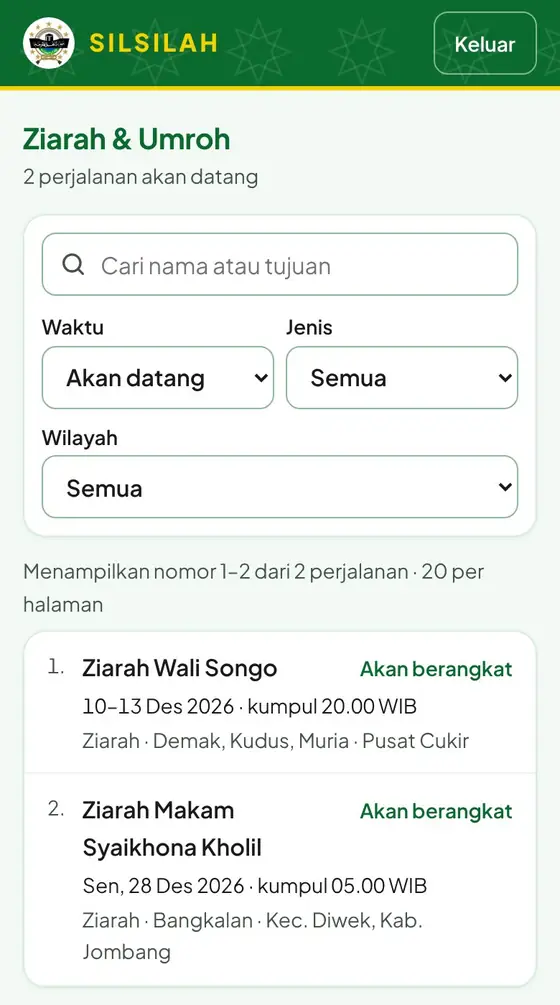 SILSILAH
Keluar
Ziarah & Umroh
2 perjalanan akan datang
Cari nama atau tujuan
Waktu
Jenis
Akan datang
Semua
Wilayah
Semua
Menampilkan nomor 1–2 dari 2 perjalanan · 20 per
halaman
1. Ziarah Wali Songo Akan berangkat
10–13 Des 2026 · kumpul 20.00 WIB
Ziarah · Demak, Kudus, Muria · Pusat Cukir
2. Ziarah Makam Akan berangkat
Syaikhona Kholil
Sen, 28 Des 2026 · kumpul 05.00 WIB
Ziarah · Bangkalan · Kec. Diwek, Kab.
Jombang